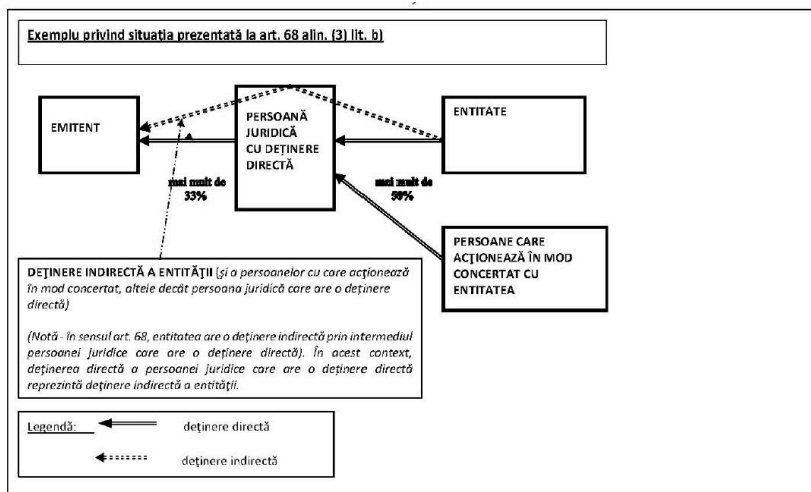 Exemplu privind situația prezentată la art. 68 alin. (3) lit. b)
EMITENT
PERSOANĂ
JURIDICĂ
CU DEȚINERE
DIRECTĂ
ENTITATE
mai mult de
33%
mai mult de
50%
PERSOANE CARE
ACȚIONEAZĂ ÎN MOD
CONCERTAT CU
ENTITATEA
DEȚINERE INDIRECTĂ A ENTITĂȚII (și a persoanelor cu care acționează
în mod concertat, altele decât persoana juridică care are o deținere
directă)
(Notă - în sensul art. 68, entitatea are o deținere indirectă prin intermediul
persoanei juridice care are o deținere directă). În acest context,
deținerea directă a persoanei juridice care are o deținere directă
reprezintă deținere indirectă a entității.
Legendă:
deținere directă
deținere indirectă